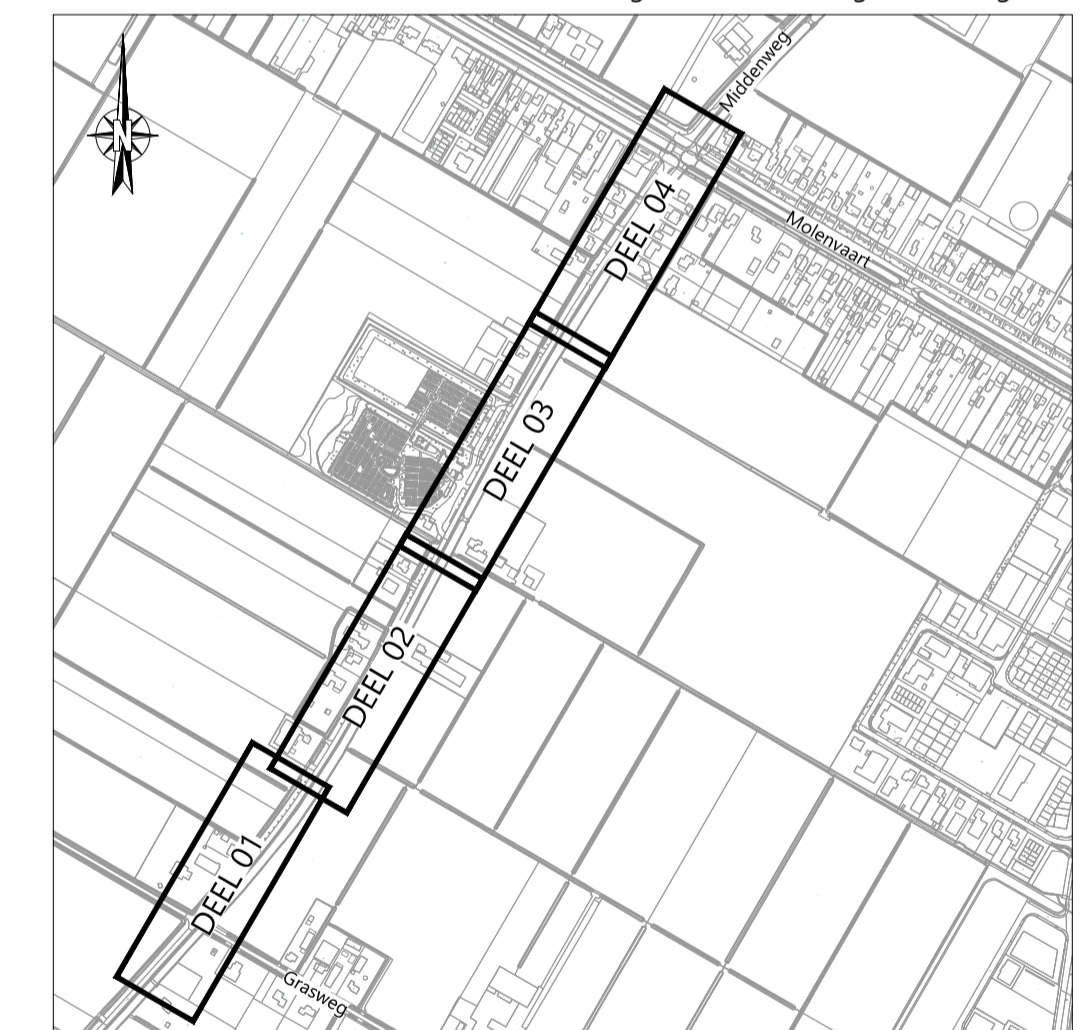 Middenweg
N
DEEL 04
Molenvaart
DEEL 03
DEEL 02
DEEL 01
Grasweg